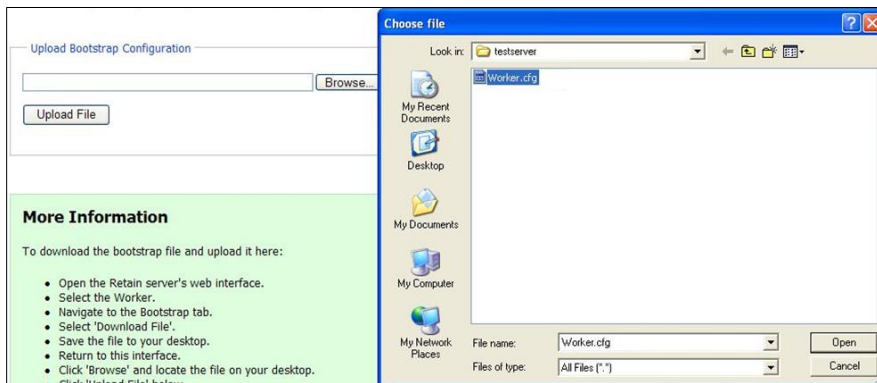 Upload Bootstrap Configuration
Browse...
Upload File
More Information
To download the bootstrap file and upload it here:
• Open the Retain server's web interface.
• Select the Worker.
• Navigate to the Bootstrap tab.
• Select 'Download File'.
• Save the file to your desktop.
• Return to this interface.
• Click 'Browse' and locate the file on your desktop.
• Click 'Upload File' below
Choose file
Look in:
testserver
Worker.cfg
My Recent
Documents
Desktop
My Documents
My Computer
My Network
Places
File name:
Worker.cfg
Open
Files of type:
All Files (*.*)
Cancel